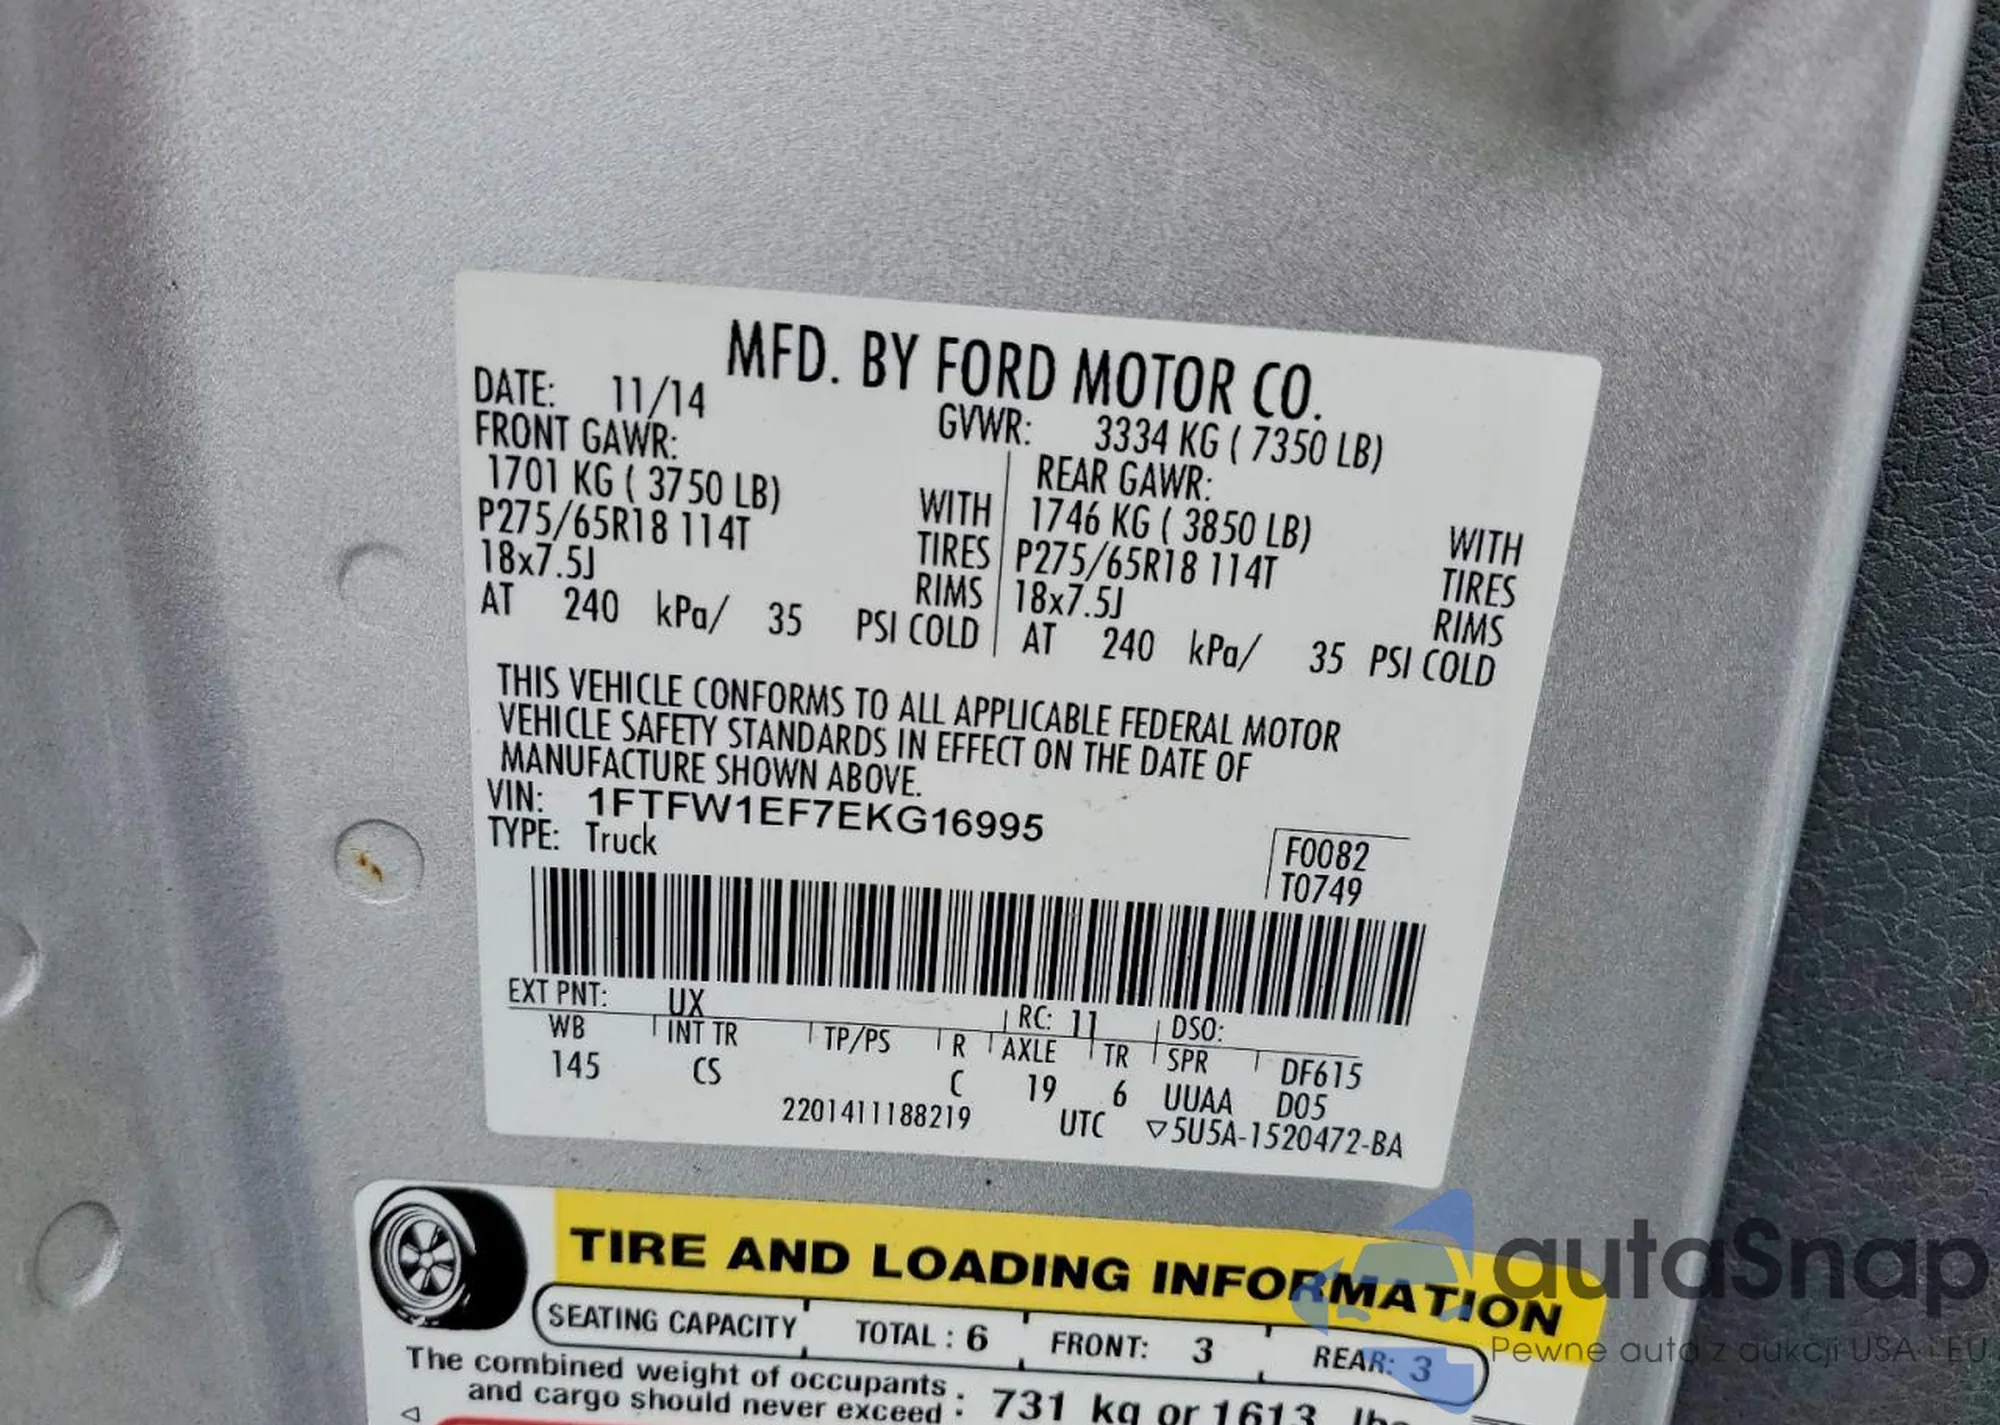 MFD. BY FORD MOTOR CO.
DATE: 11/14
GVWR: 3334 KG ( 7350 LB)
FRONT GAWR:
1701 KG ( 3750 LB) WITH
P275/65R18 114T TIRES
18x7.5J RIMS
AT 240 kPa/ 35 PSI COLD
REAR GAWR:
1746 KG ( 3850 LB) WITH
P275/65R18 114T TIRES
18x7.5J RIMS
AT 240 kPa/ 35 PSI COLD
THIS VEHICLE CONFORMS TO ALL APPLICABLE FEDERAL MOTOR
VEHICLE SAFETY STANDARDS IN EFFECT ON THE DATE OF
MANUFACTURE SHOWN ABOVE.
VIN: 1FTFW1EF7EKG16995
TYPE: Truck
F0082
T0749
EXT PNT: UX RC: 11 DSO:
WB INT TR TP/PS R AXLE TR SPR DF615
145 CS C 19 6 UUAA D05
2201411188219 UTC ▽5U5A-1520472-BA
TIRE AND LOADING INFORMATION
SEATING CAPACITY TOTAL : 6 FRONT: 3 REAR: 3
The combined weight of occupants
and cargo should never exceed : 731 kg or 1613 lbs
autaSnap
Pewne auta z aukcji USA i EU